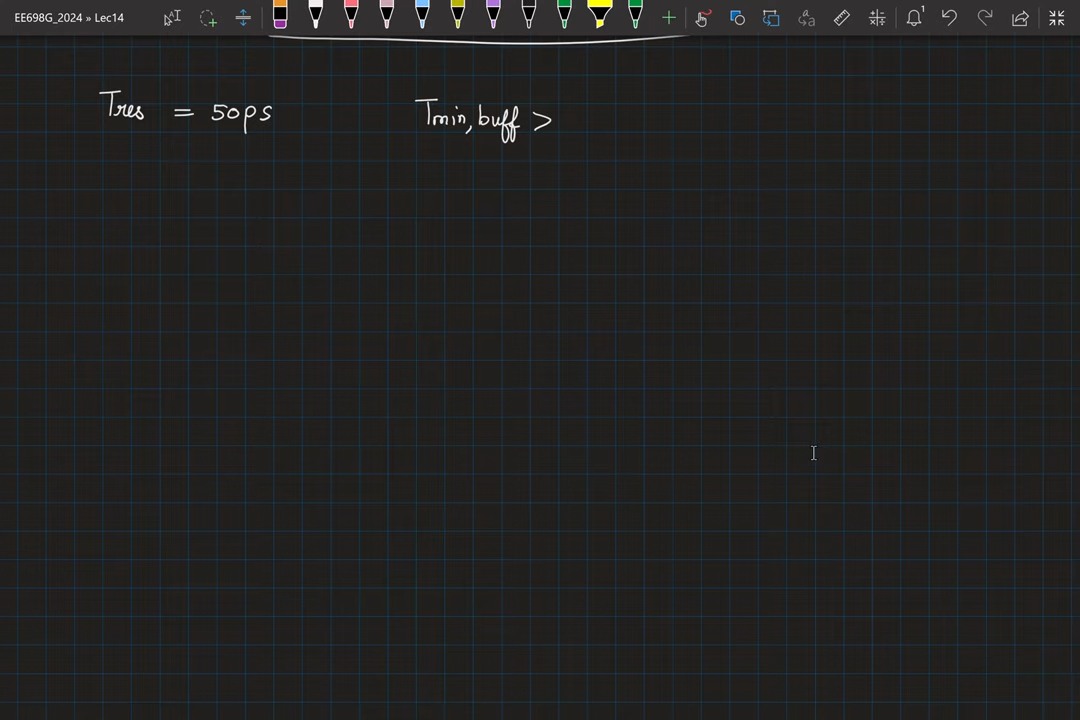 EE698G_2024 » Lec14
Tres = 50ps
Tmin, buff >